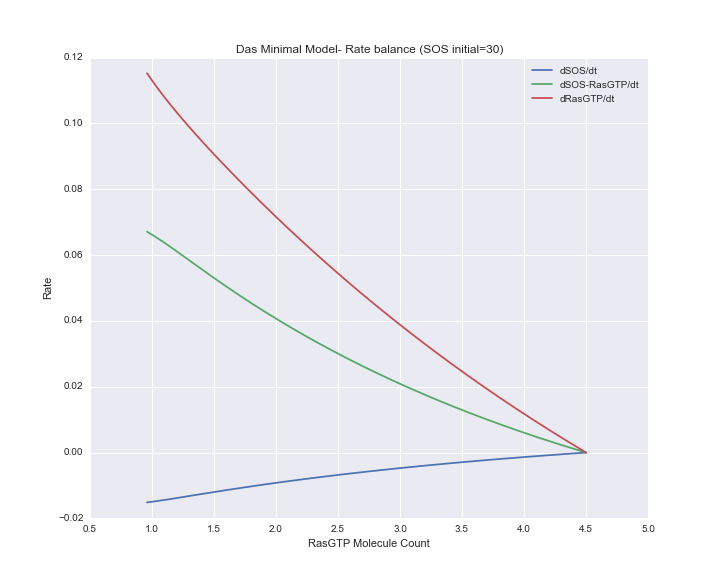 Das Minimal Model- Rate balance (SOS initial=30)
dSOS/dt
dSOS-RasGTP/dt
dRasGTP/dt
0.12
0.10
0.08
0.06
0.04
0.02
0.00
−0.02
Rate
0.5 1.0 1.5 2.0 2.5 3.0 3.5 4.0 4.5 5.0
RasGTP Molecule Count